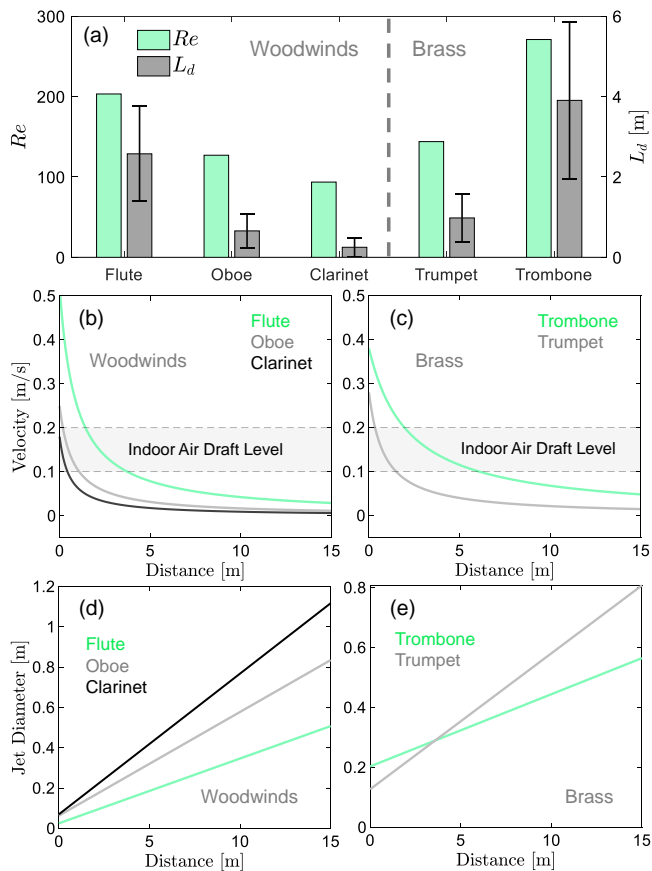 (a)
Re
L_d
Woodwinds
Brass
300
200
100
0
Re
6
4
2
0
L_d [m]
Flute
Oboe
Clarinet
Trumpet
Trombone
(b)
Flute
Oboe
Clarinet
Woodwinds
Indoor Air Draft Level
0.5
0.4
0.3
0.2
0.1
0
Velocity [m/s]
0
5
10
15
Distance [m]
(c)
Trombone
Trumpet
Brass
Indoor Air Draft Level
0
5
10
15
Distance [m]
(d)
Flute
Oboe
Clarinet
Woodwinds
1.2
1
0.8
0.6
0.4
0.2
0
Jet Diameter [m]
0
5
10
15
Distance [m]
(e)
Trombone
Trumpet
Brass
0.8
0.6
0.4
0.2
0
0
5
10
15
Distance [m]